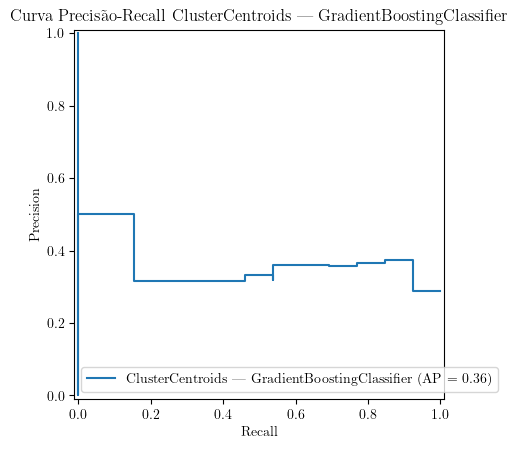 Curva Precisão-Recall ClusterCentroids — GradientBoostingClassifier
1.0
0.8
0.6
0.4
0.2
0.0
Precision
ClusterCentroids — GradientBoostingClassifier (AP = 0.36)
0.0 0.2 0.4 0.6 0.8 1.0
Recall